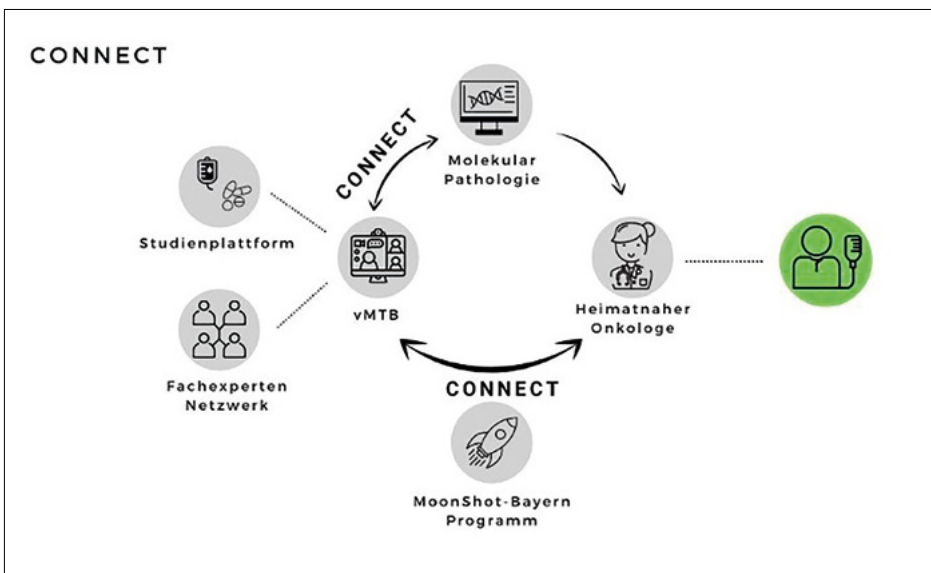 CONNECT
CONNECT
Molekular
Pathologie
Studienplattform
vMTB
Heimatnaher
Onkologe
Fachexperten
Netzwerk
CONNECT
MoonShot-Bayern
Programm